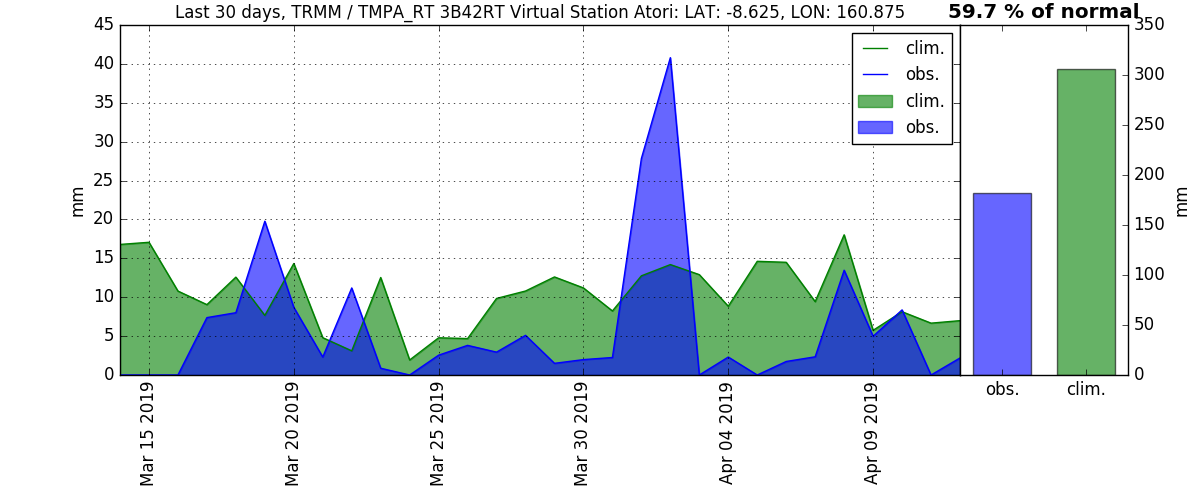 Last 30 days, TRMM / TMPA_RT 3B42RT Virtual Station Atori: LAT: -8.625, LON: 160.875
59.7 % of normal
45
40
35
30
25
20
15
10
5
0
mm
clim.
obs.
clim.
obs.
Mar 15 2019
Mar 20 2019
Mar 25 2019
Mar 30 2019
Apr 04 2019
Apr 09 2019
350
300
250
200
150
100
50
0
mm
obs.
clim.